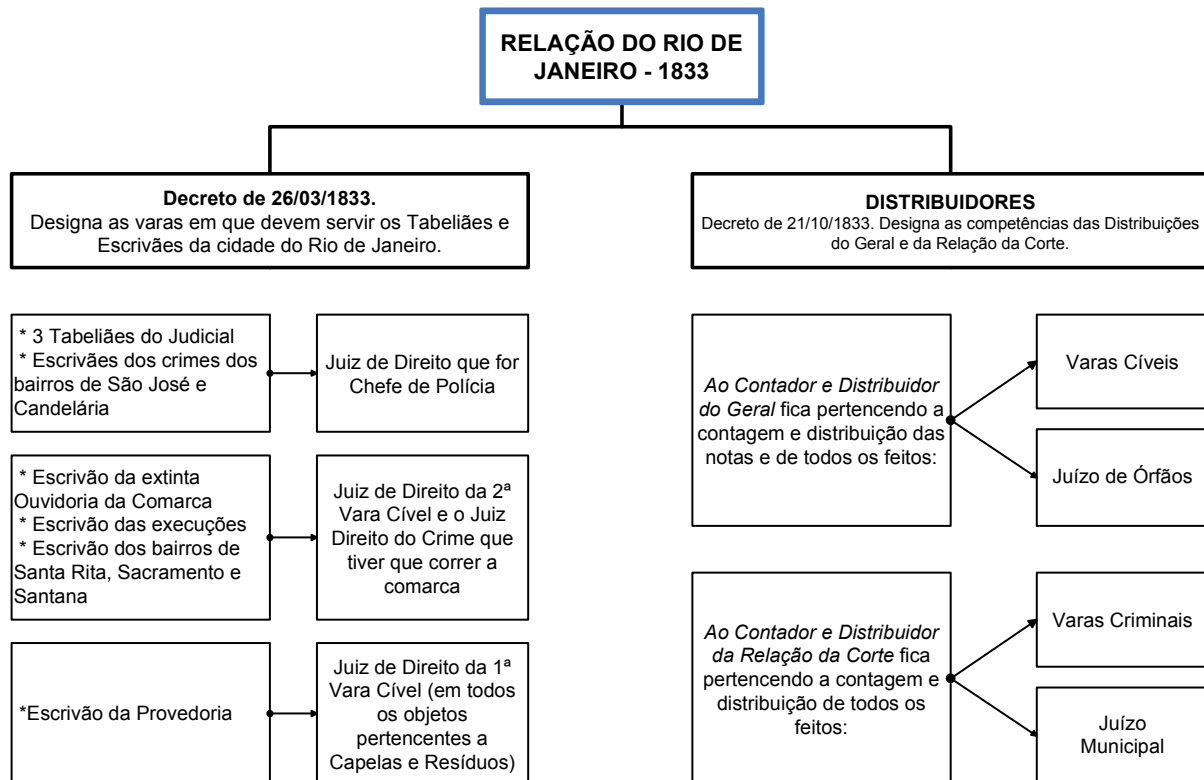 RELAÇÃO DO RIO DE
JANEIRO - 1833
Decreto de 26/03/1833.
Designa as varas em que devem servir os Tabeliães e
Escrivães da cidade do Rio de Janeiro.
* 3 Tabeliães do Judicial
* Escrivães dos crimes dos
bairros de São José e
Candelária
Juiz de Direito que for
Chefe de Polícia
* Escrivão da extinta
Ouvidoria da Comarca
* Escrivão das execuções
* Escrivão dos bairros de
Santa Rita, Sacramento e
Santana
Juiz de Direito da 2ª
Vara Cível e o Juiz
Direito do Crime que
tiver que correr a
comarca
*Escrivão da Provedoria
Juiz de Direito da 1ª
Vara Cível (em todos
os objetos
pertencentes a
Capelas e Resíduos)
DISTRIBUIDORES
Decreto de 21/10/1833. Designa as competências das Distribuições
do Geral e da Relação da Corte.
Ao Contador e Distribuidor
do Geral fica pertencendo a
contagem e distribuição das
notas e de todos os feitos:
Varas Cíveis
Juízo de Órfãos
Ao Contador e Distribuidor
da Relação da Corte fica
pertencendo a contagem e
distribuição de todos os
feitos:
Varas Criminais
Juízo
Municipal